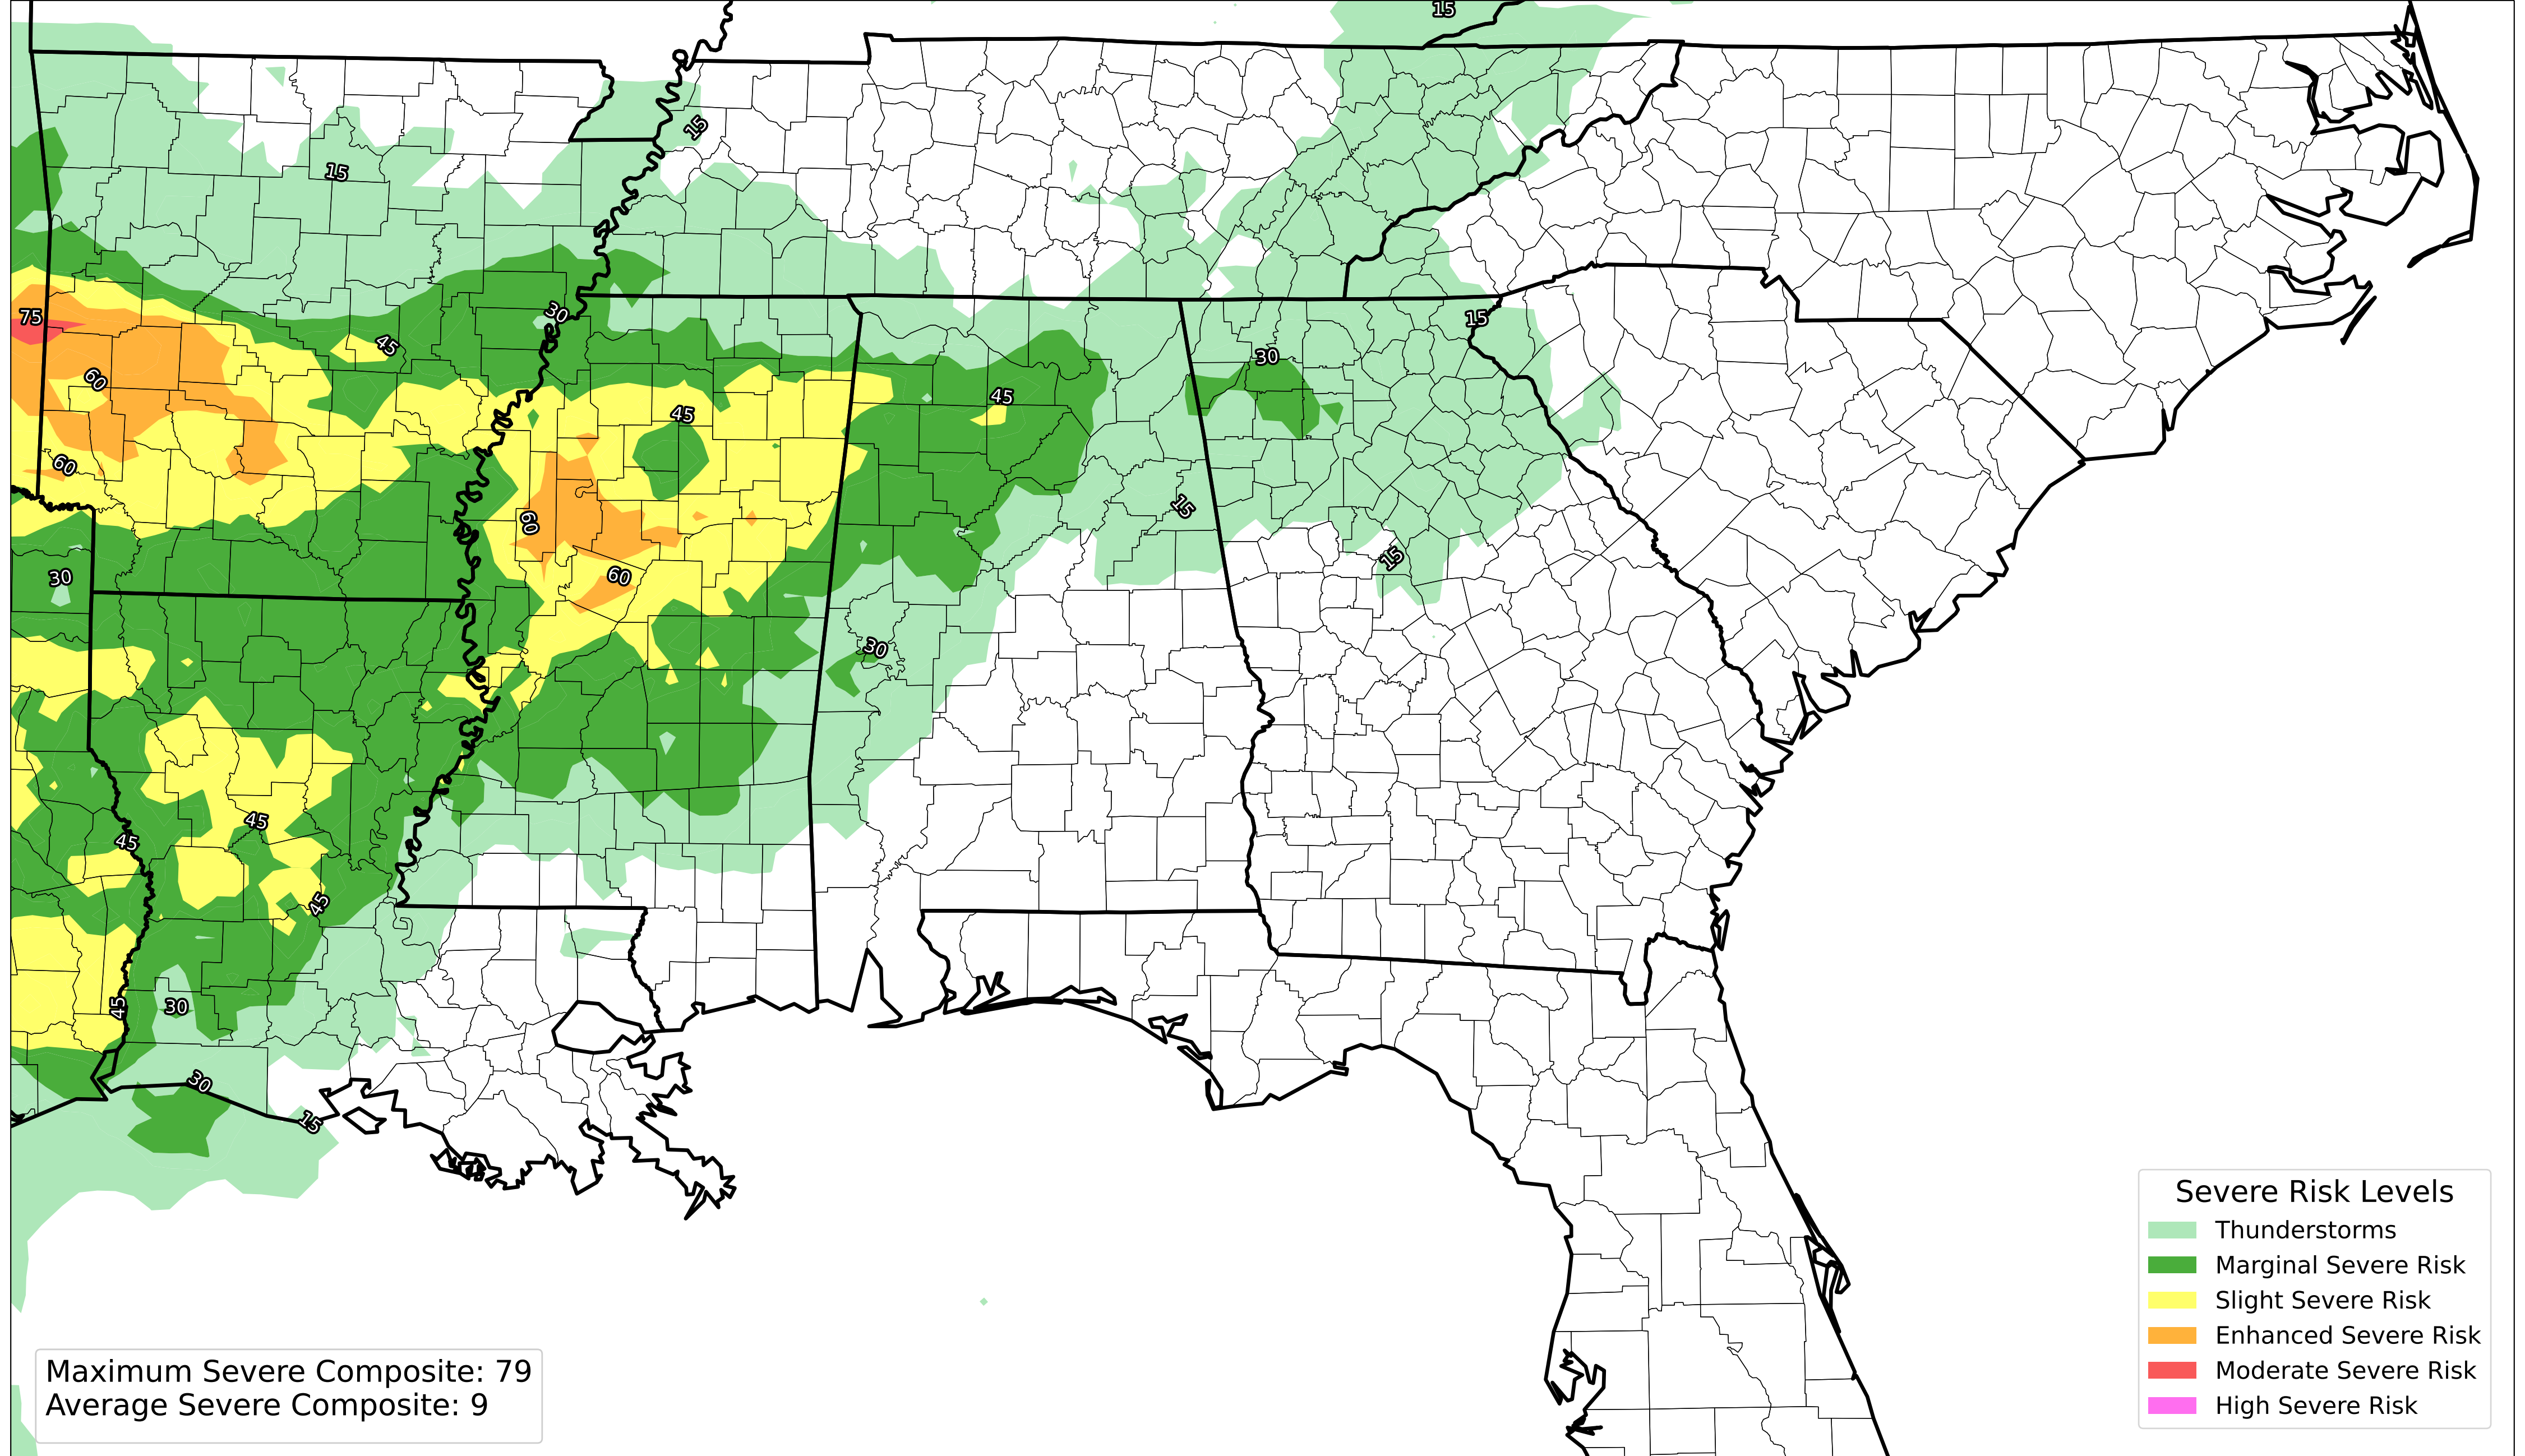 15
15
15
75
30
15
45
30
60
45
45
60
15
60
15
30
60
30
45
45
45
45
30
30
15
Severe Risk Levels
Thunderstorms
Marginal Severe Risk
Slight Severe Risk
Enhanced Severe Risk
Moderate Severe Risk
High Severe Risk
Maximum Severe Composite: 79
Average Severe Composite: 9